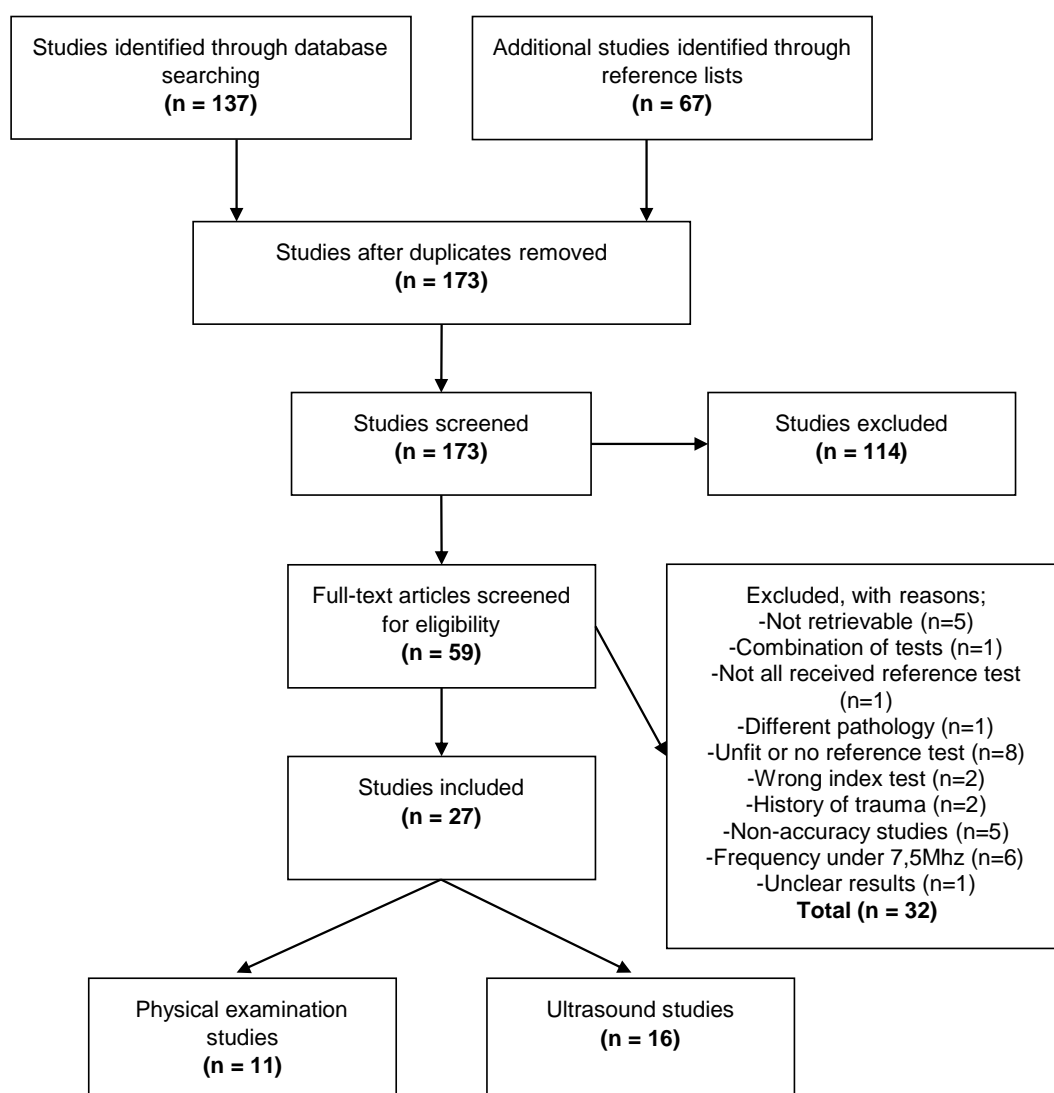 Studies identified through database
searching
(n = 137)
Additional studies identified through
reference lists
(n = 67)
Studies after duplicates removed
(n = 173)
Studies screened
(n = 173)
Studies excluded
(n = 114)
Full-text articles screened
for eligibility
(n = 59)
Excluded, with reasons;
-Not retrievable (n=5)
-Combination of tests (n=1)
-Not all received reference test
(n=1)
-Different pathology (n=1)
-Unfit or no reference test (n=8)
-Wrong index test (n=2)
-History of trauma (n=2)
-Non-accuracy studies (n=5)
-Frequency under 7,5Mhz (n=6)
-Unclear results (n=1)
Total (n = 32)
Studies included
(n = 27)
Physical examination
studies
(n = 11)
Ultrasound studies
(n = 16)